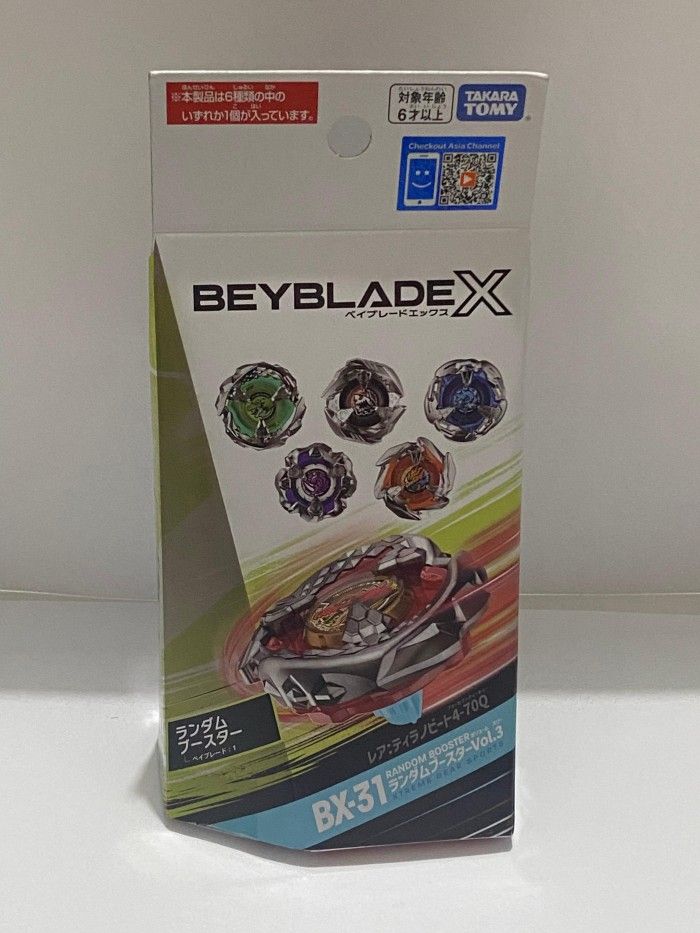 ※本製品は6種類の中の
いずれか1個が入っています。
対象年齢
6才以上
TAKARA
TOMY
Checkout Asia Channel
BEYBLADE X
ベイブレードエックス
ランダム
ブースター
ベイブレード:1
レア:ティラノビート4-70Q
BX-31
RANDOM BOOSTER
ランダムブースターVol.3
XTREME GEAR SPORTS